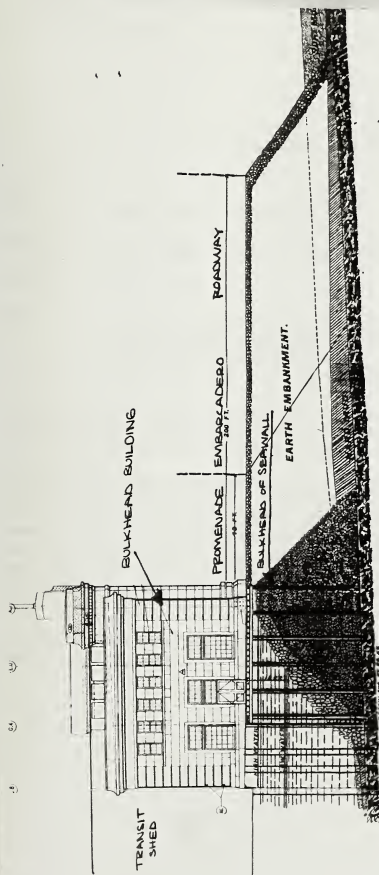 BULKHEAD BUILDING
TRANSIT
SHED
PROMENADE EMBARCADERO ROADWAY
200 FT.
BULKHEAD OF SEAWALL
EARTH EMBANKMENT.